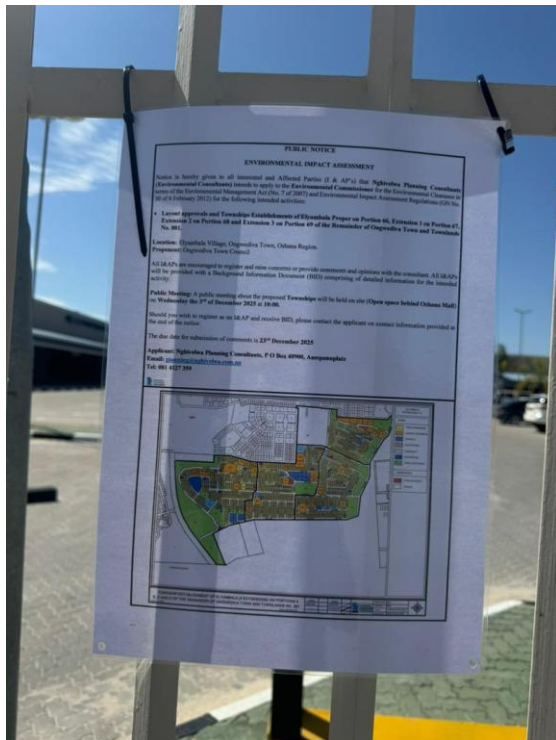 PUBLIC NOTICE
ENVIRONMENTAL IMPACT ASSESSMENT
Notice is hereby given to all interested and Affected Parties (I & AP's) that Nghivelwa Planning Consultants
(Environmental Consultants) intends to apply to the Environmental Commissioner for the Environmental Clearance in
terms of the Environmental Management Act (No. 7 of 2007) and Environmental Impact Assessment Regulations (GN No.
30 of 6 February 2012) for the following intended activities:
• Layout approvals and Townships Establishments of Elyambala Proper on Portion 66, Extension 1 on Portion 67,
Extension 2 on Portion 68 and Extension 3 on Portion 69 of the Remainder of Ongwediva Town and Townlands
No. 881.
Location: Elyambala Village, Ongwediva Town, Oshana Region.
Proponent: Ongwediva Town Council
All I&APs are encouraged to register and raise concerns or provide comments and opinions with the consultant. All I&APs
will be provided with a Background Information Document (BID) comprising of detailed information for the intended
activity.
Public Meeting: A public meeting about the proposed Townships will be held on site (Open space behind Oshana Mall)
on Wednesday the 3rd of December 2025 at 10:00.
Should you wish to register as an I&AP and receive BID, please contact the applicant on contact information provided at
the end of the notice.
The due date for submission of comments is 23rd December 2025
Applicant: Nghivelwa Planning Consultants, P O Box 40900, Ausspannplatz
Email: planning@nghivelwa.com.na
Tel: 081 4127 359